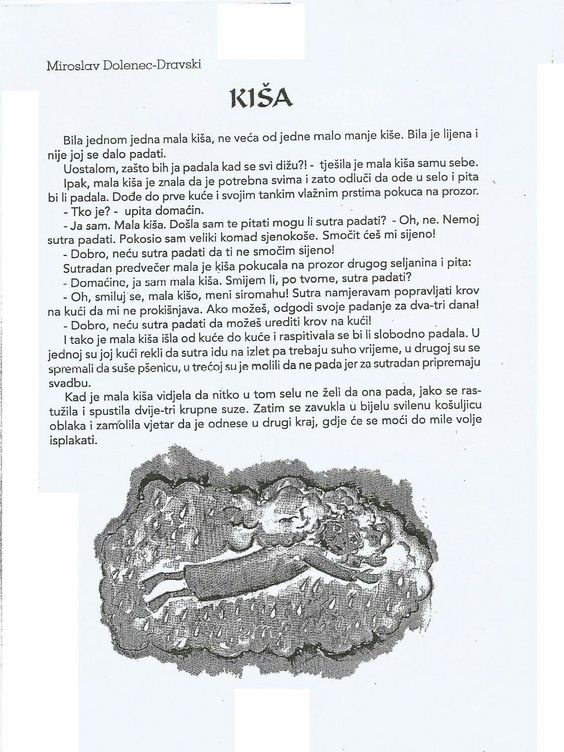 Miroslav Dolenec-Dravski
KIŠA
Bila jednom jedna mala kiša, ne veća od jedne malo manje kiše. Bila je lijena i
nije joj se dalo padati.
Uostalom, zašto bih ja padala kad se svi dižu?! - tješila je mala kiša samu sebe.
Ipak, mala kiša je znala da je potrebna svima i zato odluči da ode u selo i pita
bi li padala. Dođe do prve kuće i svojim tankim vlažnim prstima pokuca na prozor.
- Tko je? - upita domaćin.
- Ja sam. Mala kiša. Došla sam te pitati mogu li sutra padati? - Oh, ne. Nemoj
sutra padati. Pokosio sam veliki komad sjenokoše. Smočit ćeš mi sijeno!
- Dobro, neću sutra padati da ti ne smočim sijeno!
Sutradan predvečer mala je kiša pokucala na prozor drugog seljanina i pita:
- Domaćine, ja sam mala kiša. Smijem li, po tvome, sutra padati?
- Oh, smiluj se, mala kišo, meni siromahu! Sutra namjeravam popravljati krov
na kući da mi ne prokišnjava. Ako možeš, odgodi svoje padanje za dva-tri dana!
- Dobro, neću sutra padati da možeš urediti krov na kući!
I tako je mala kiša išla od kuće do kuće i raspitivala se bi li slobodno padala. U
jednoj su joj kući rekli da sutra idu na izlet pa trebaju suho vrijeme, u drugoj su se
spremali da suše pšenicu, u trećoj su je molili da ne pada jer za sutradan pripremaju
svadbu.
Kad je mala kiša vidjela da nitko u tom selu ne želi da ona pada, jako se ras-
tužila i spustila dvije-tri krupne suze. Zatim se zavukla u bijelu svilenu košuljicu
oblaka i zamolila vjetar da je odnese u drugi kraj, gdje će se moći do mile volje
isplakati.